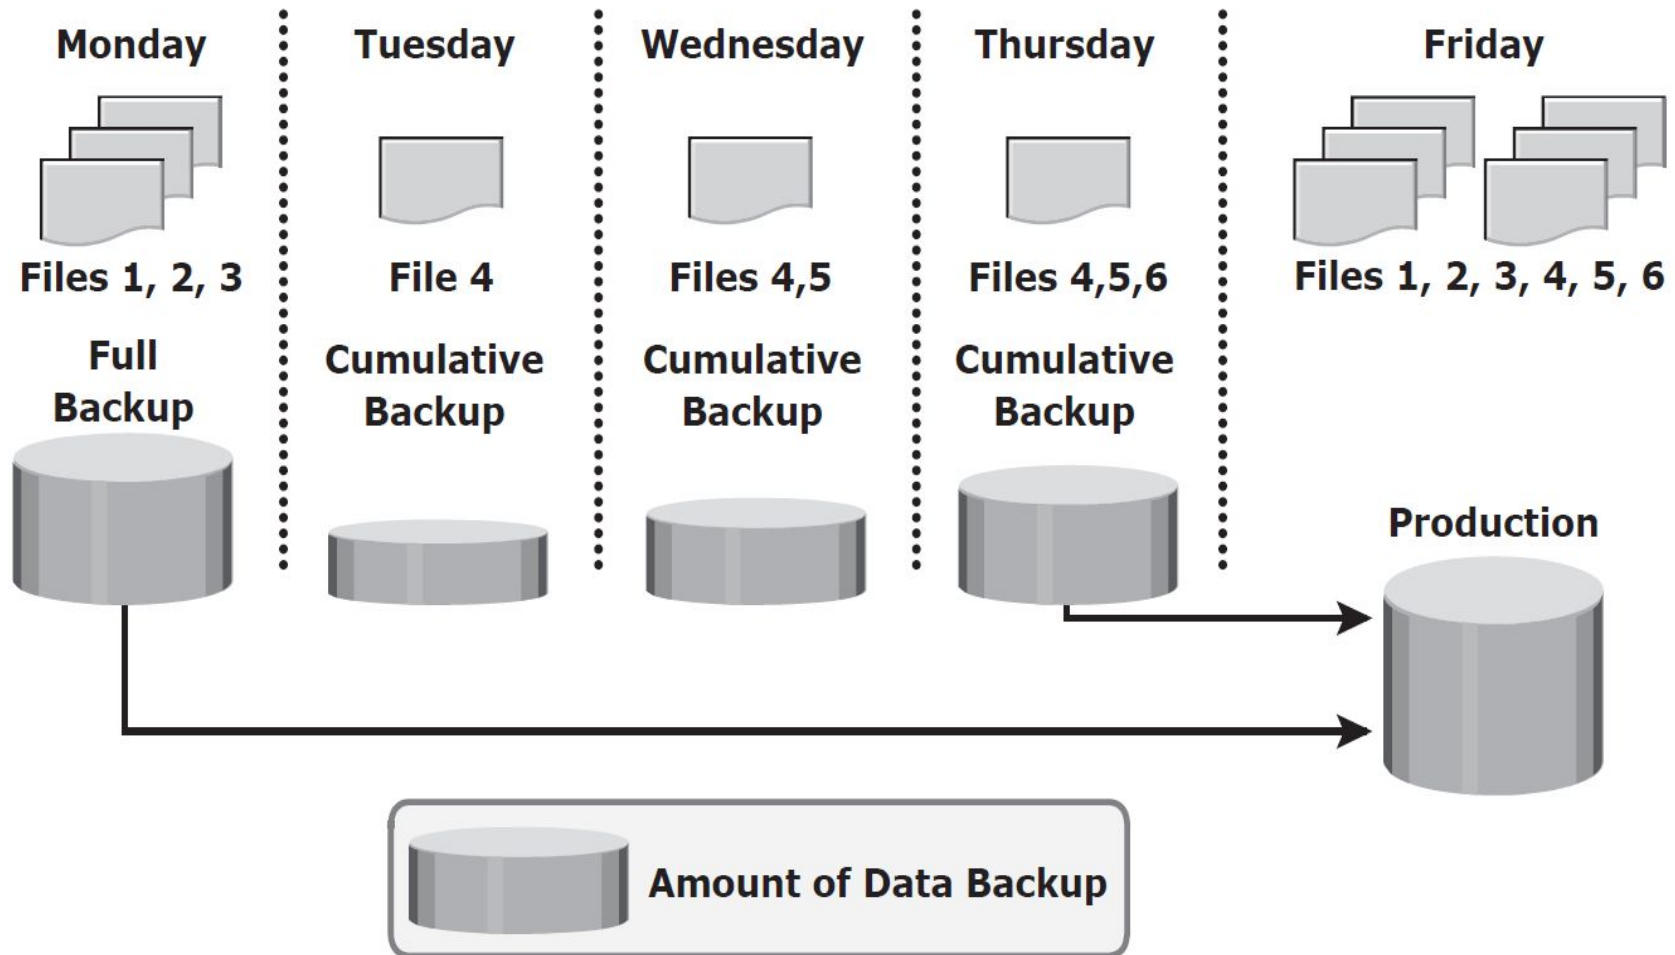 Monday
Tuesday
Wednesday
Thursday
Friday
Files 1, 2, 3
File 4
Files 4,5
Files 4,5,6
Files 1, 2, 3, 4, 5, 6
Full
Backup
Cumulative
Backup
Cumulative
Backup
Cumulative
Backup
Production
Amount of Data Backup